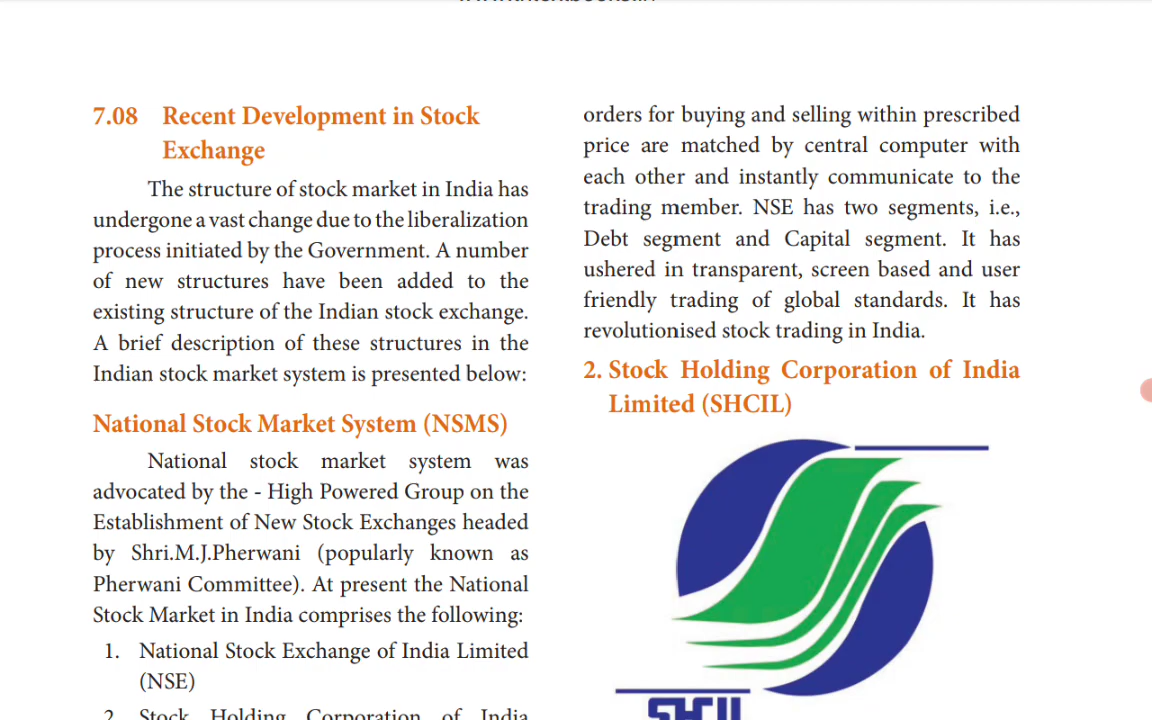 7.08 Recent Development in Stock
Exchange
The structure of stock market in India has
undergone a vast change due to the liberalization
process initiated by the Government. A number
of new structures have been added to the
existing structure of the Indian stock exchange.
A brief description of these structures in the
Indian stock market system is presented below:
National Stock Market System (NSMS)
National stock market system was
advocated by the - High Powered Group on the
Establishment of New Stock Exchanges headed
by Shri.M.J.Pherwani (popularly known as
Pherwani Committee). At present the National
Stock Market in India comprises the following:
1. National Stock Exchange of India Limited
(NSE)
2. Stock Holding Corporation of India
orders for buying and selling within prescribed
price are matched by central computer with
each other and instantly communicate to the
trading member. NSE has two segments, i.e.,
Debt segment and Capital segment. It has
ushered in transparent, screen based and user
friendly trading of global standards. It has
revolutionised stock trading in India.
2. Stock Holding Corporation of India
Limited (SHCIL)
SHCIL